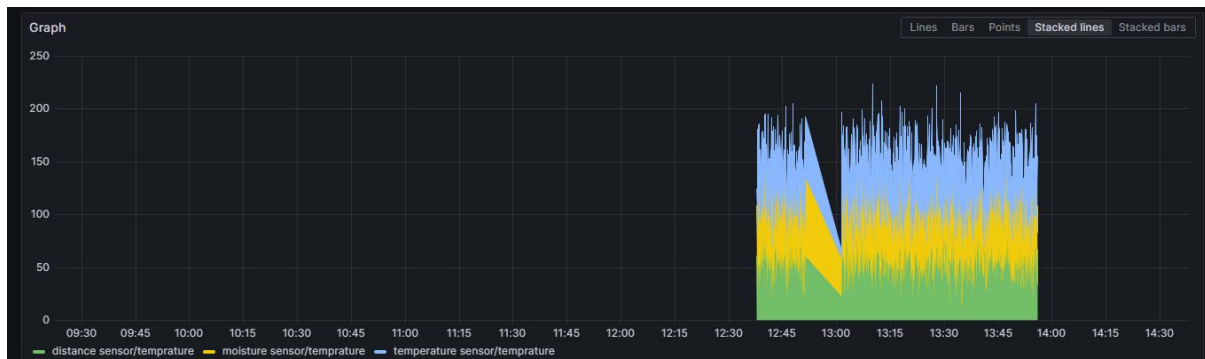 Graph
Lines Bars Points Stacked lines Stacked bars
250
200
150
100
50
0
09:30 09:45 10:00 10:15 10:30 10:45 11:00 11:15 11:30 11:45 12:00 12:15 12:30 12:45 13:00 13:15 13:30 13:45 14:00 14:15 14:30
distance sensor/temprature moisture sensor/temprature temperature sensor/temprature